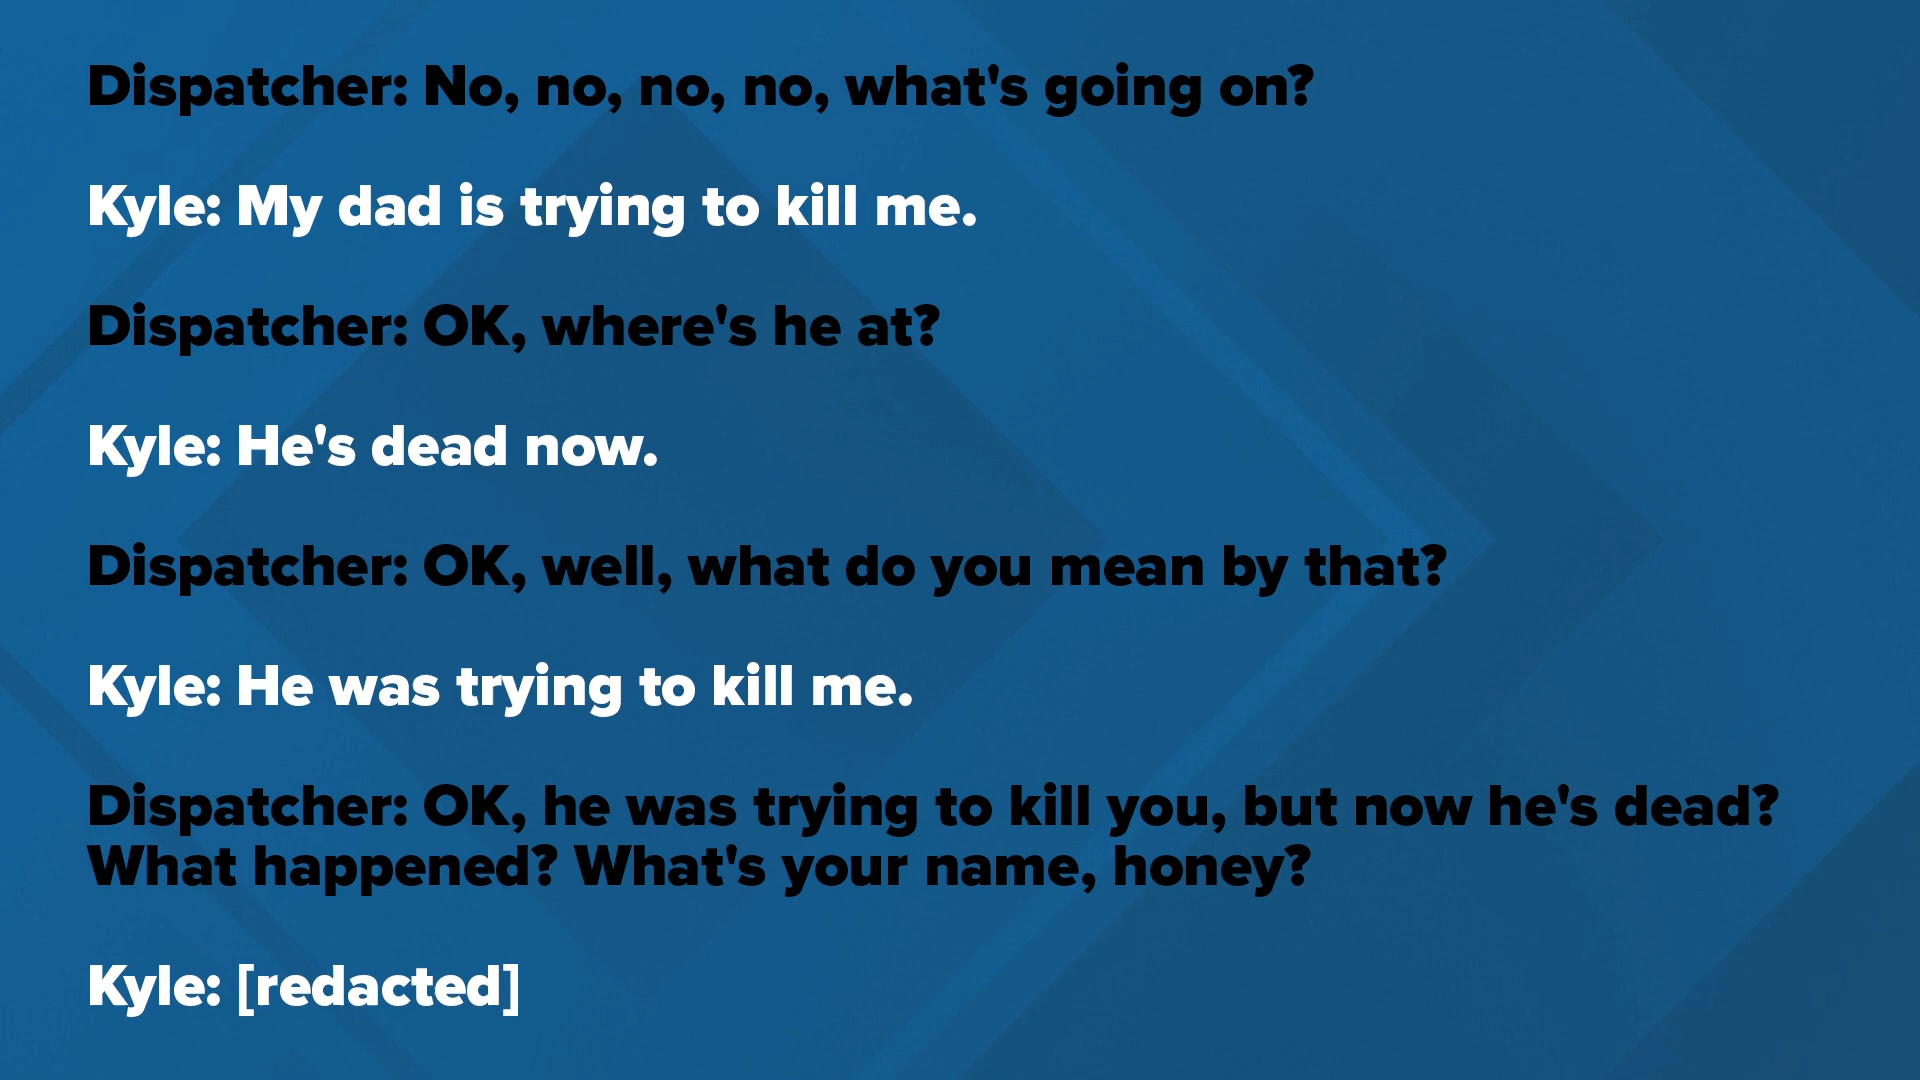 Dispatcher: No, no, no, no, what's going on?
Kyle: My dad is trying to kill me.
Dispatcher: OK, where's he at?
Kyle: He's dead now.
Dispatcher: OK, well, what do you mean by that?
Kyle: He was trying to kill me.
Dispatcher: OK, he was trying to kill you, but now he's dead?
What happened? What's your name, honey?
Kyle: [redacted]